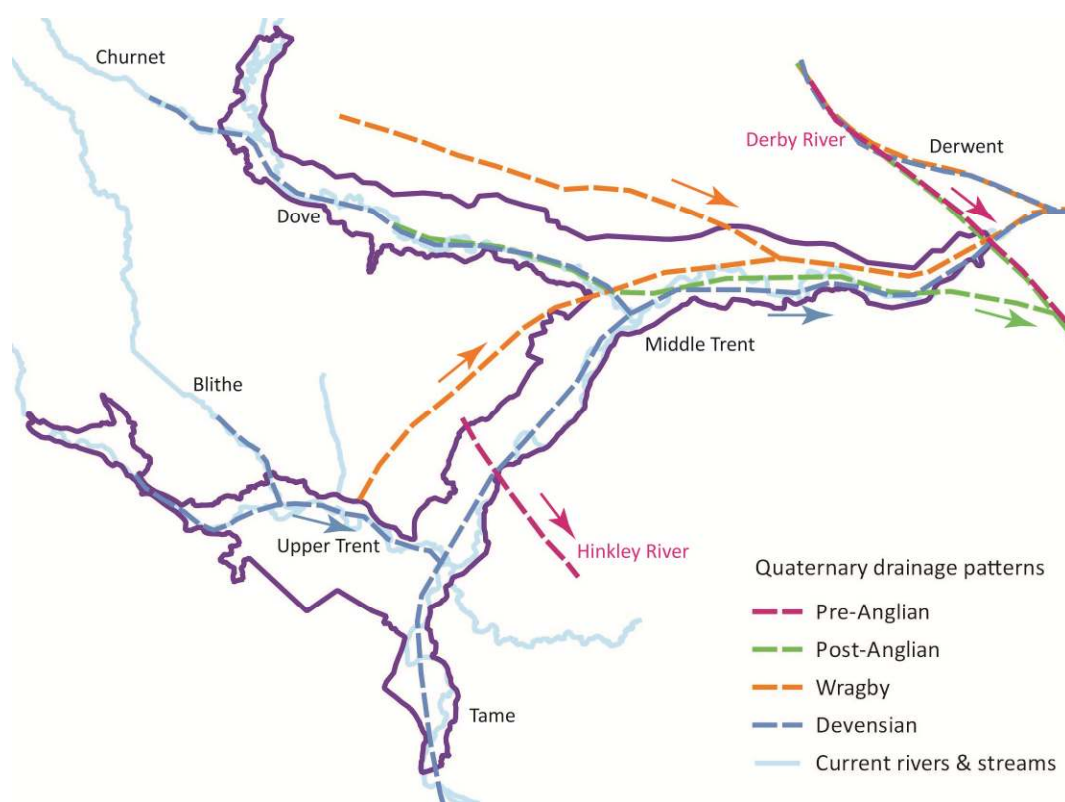 Churnet
Derby River
Derwent
Dove
Middle Trent
Blithe
Upper Trent
Hinkley River
Tame
Quaternary drainage patterns
Pre-Anglian
Post-Anglian
Wragby
Devensian
Current rivers & streams